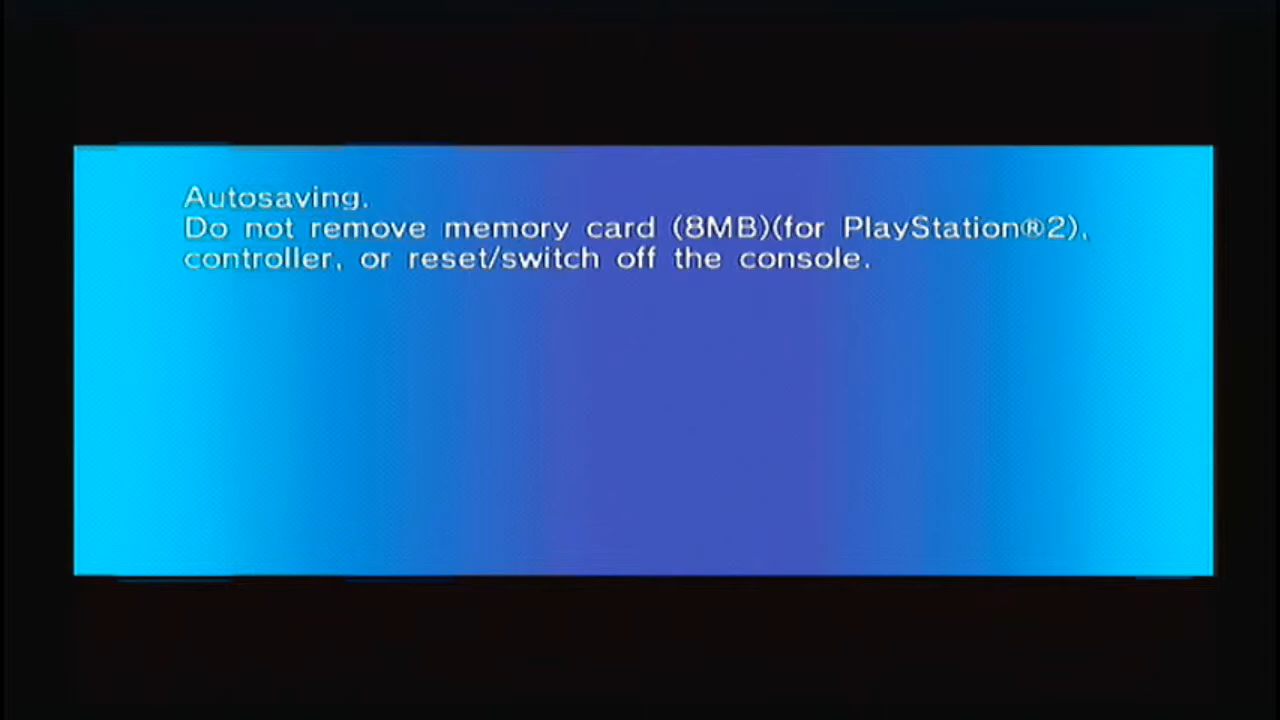 Autosaving.
Do not remove memory card (8MB)(for PlayStation®2),
controller, or reset/switch off the console.